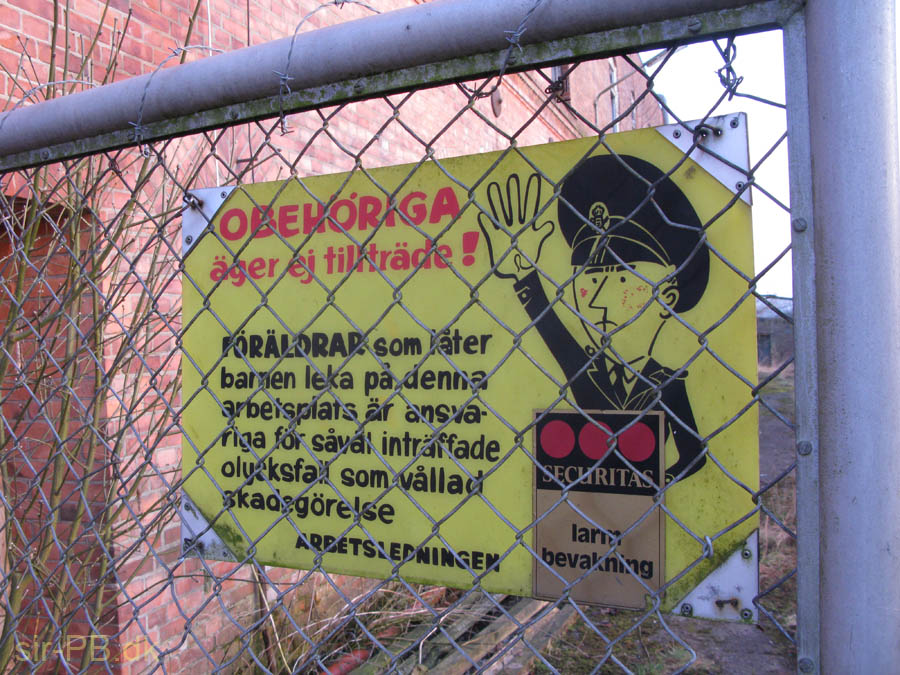 OBEHÖRIGA
äger ej tillträde!
FÖRÄLDRAR som låter
barnen leka på denna
arbetsplats är ansva-
riga för såväl inträffade
olycksfall som vållad
skadegörelse
ARBETSLEDNINGEN
SECURITAS
larm
bevakning
sir-PB.dk